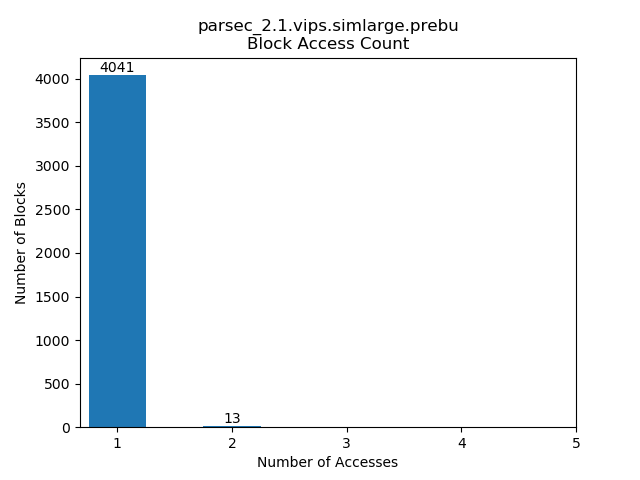 parsec_2.1.vips.simlarge.prebu
Block Access Count
4041
13
4000
3500
3000
2500
2000
1500
1000
500
0
Number of Blocks
1 2 3 4 5
Number of Accesses